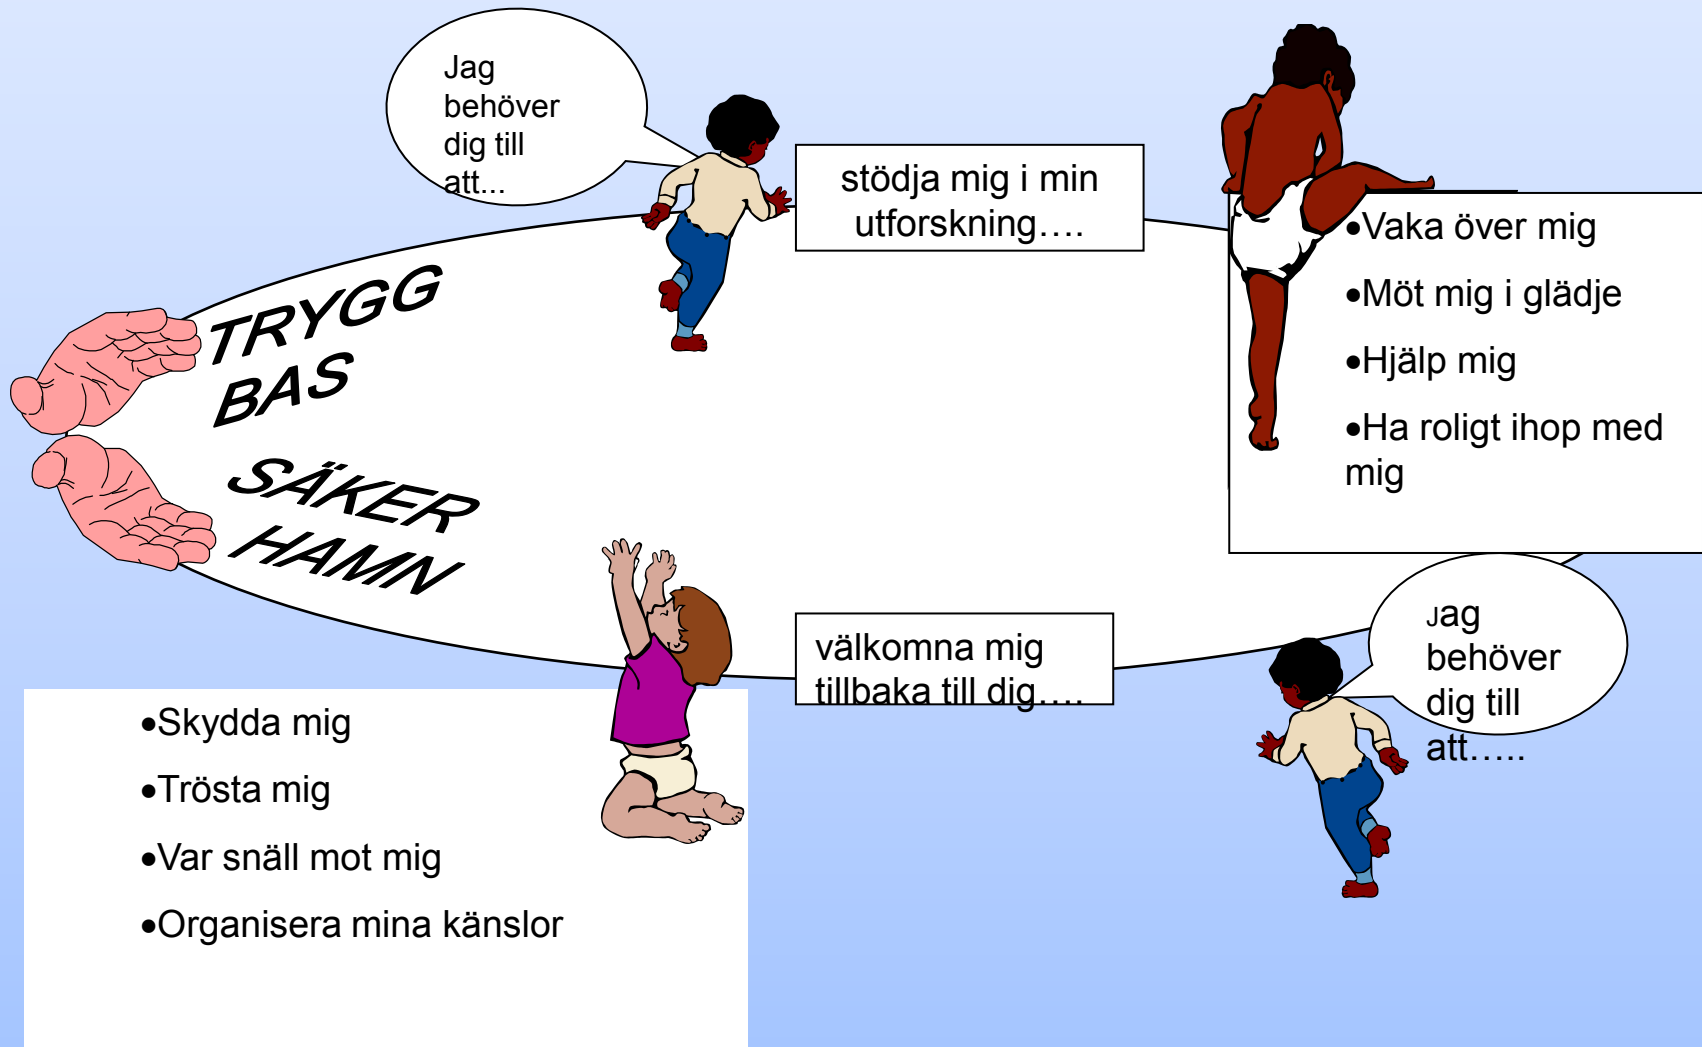 Jag
behöver
dig till
att...
stödja mig i min
utforskning….
•Vaka över mig
•Möt mig i glädje
•Hjälp mig
•Ha roligt ihop med
mig
TRYGG
BAS
SÄKER
HAMN
Jag
behöver
dig till
att…..
välkomna mig
tillbaka till dig….
•Skydda mig
•Trösta mig
•Var snäll mot mig
•Organisera mina känslor